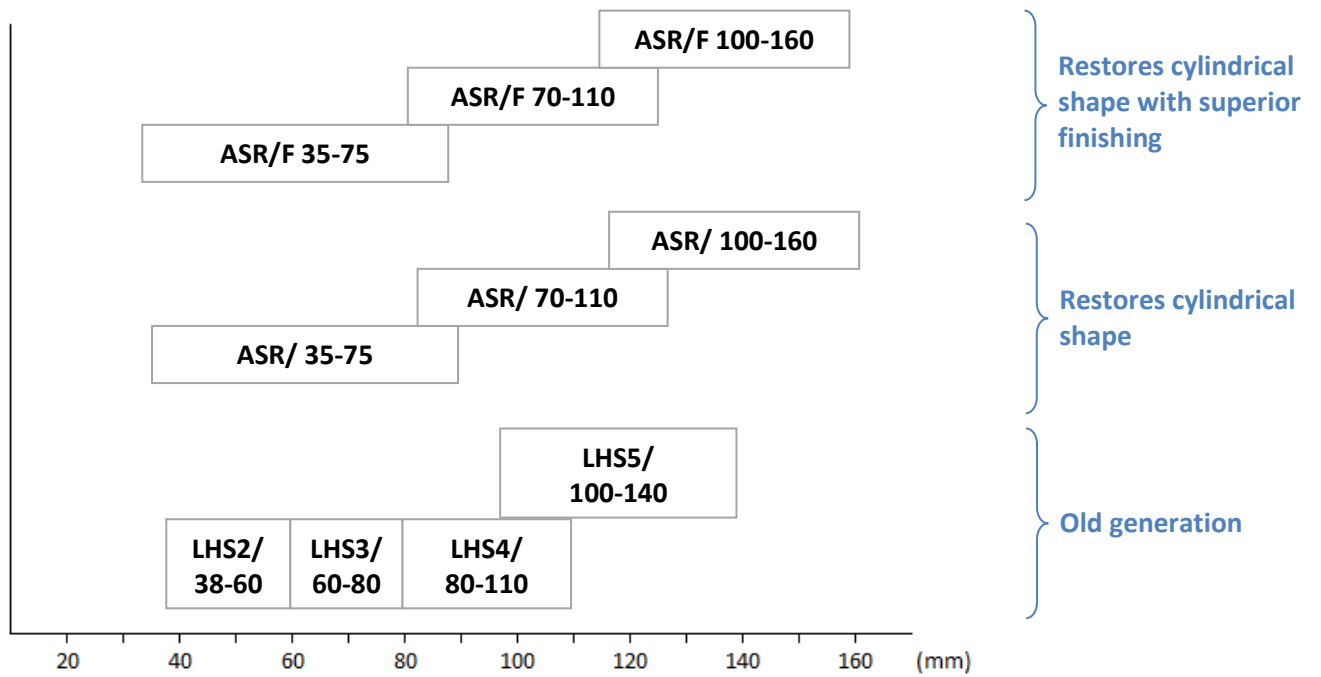 ASR/F 100-160
ASR/F 70-110
ASR/F 35-75
Restores cylindrical
shape with superior
finishing
ASR/ 100-160
ASR/ 70-110
ASR/ 35-75
Restores cylindrical
shape
LHS5/
100-140
LHS2/
38-60
LHS3/
60-80
LHS4/
80-110
Old generation
20 40 60 80 100 120 140 160 (mm)